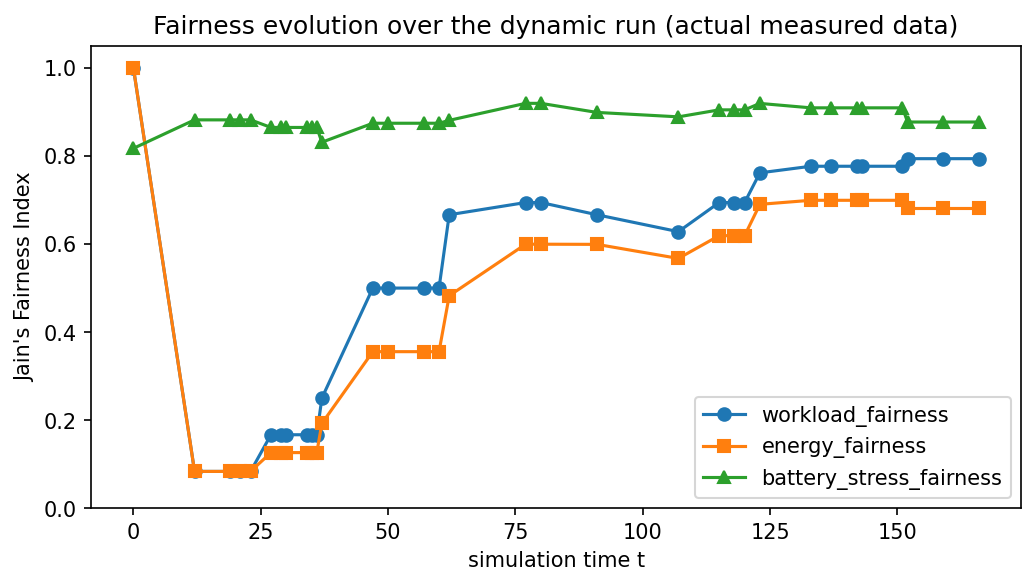 Fairness evolution over the dynamic run (actual measured data)
Jain's Fairness Index
1.0
0.8
0.6
0.4
0.2
0.0
0 25 50 75 100 125 150
simulation time t
workload_fairness
energy_fairness
battery_stress_fairness